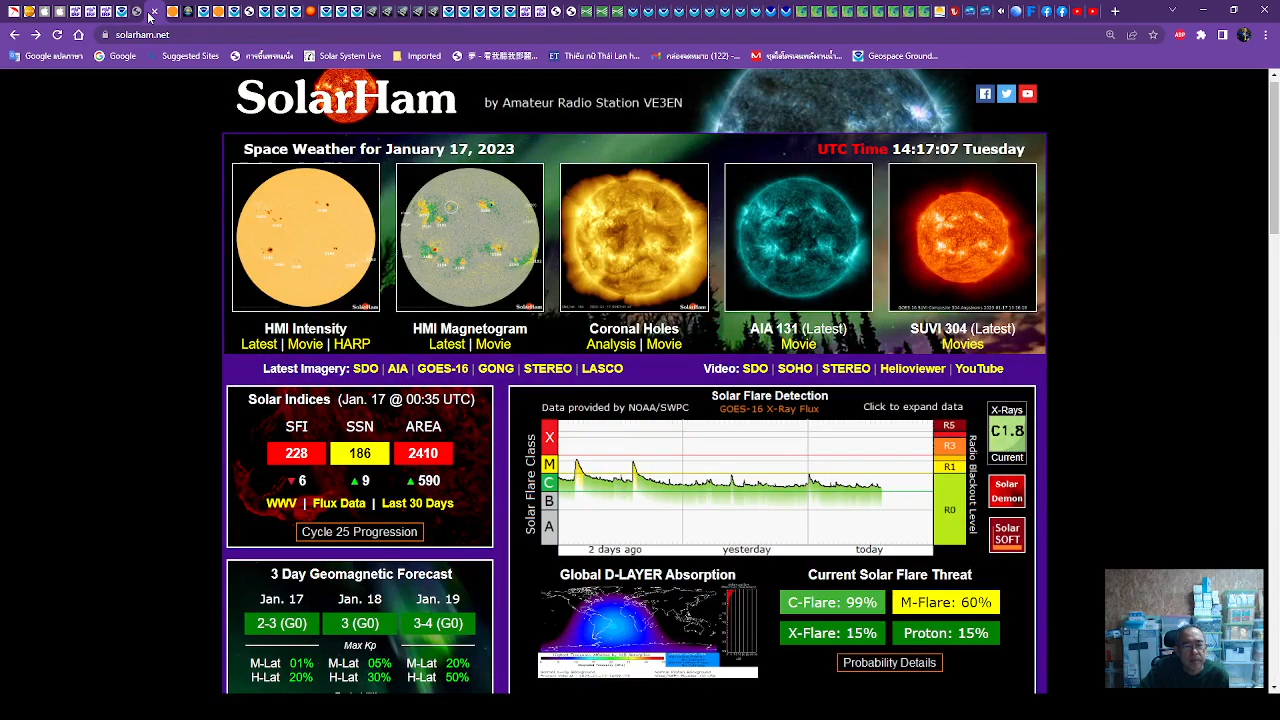 solarham.net
ABP
Google แปลภาษา
Google
Suggested Sites
Solar System Live
Imported
Thiếu nữ Thái Lan h
Geospace Ground...
SolarHam
by Amateur Radio Station VE3EN
Space Weather for January 17, 2023
UTC Time 14:17:07 Tuesday
HMI Intensity
Latest | Movie | HARP
HMI Magnetogram
Latest | Movie
Coronal Holes
Analysis | Movie
AIA 131 (Latest)
Movie
SUVI 304 (Latest)
Movies
Latest Imagery: SDO | AIA | GOES-16 | GONG | STEREO | LASCO
Video: SDO | SOHO | STEREO | Helioviewer | YouTube
Solar Indices (Jan. 17 @ 00:35 UTC)
SFI SSN AREA
228 186 2410
6 9 590
WWV | Flux Data | Last 30 Days
Cycle 25 Progression
3 Day Geomagnetic Forecast
Jan. 17 Jan. 18 Jan. 19
2-3 (G0) 3 (G0) 3-4 (G0)
Max Kp
M-Lat 01% M-Lat 05% M-Lat 20%
H-Lat 30% H-Lat 50%
Solar Flare Detection
Data provided by NOAA/SWPC
GOES-16 X-Ray Flux
Click to expand data
Solar Flare Class
X
M
C
B
A
R5
R3
R1
R0
Radio Blackout Level
2 days ago yesterday today
X-Rays
C1.8
Current
Solar
Demon
Solar
SOFT
Global D-LAYER Absorption
Current Solar Flare Threat
C-Flare: 99% M-Flare: 60%
X-Flare: 15% Proton: 15%
Probability Details